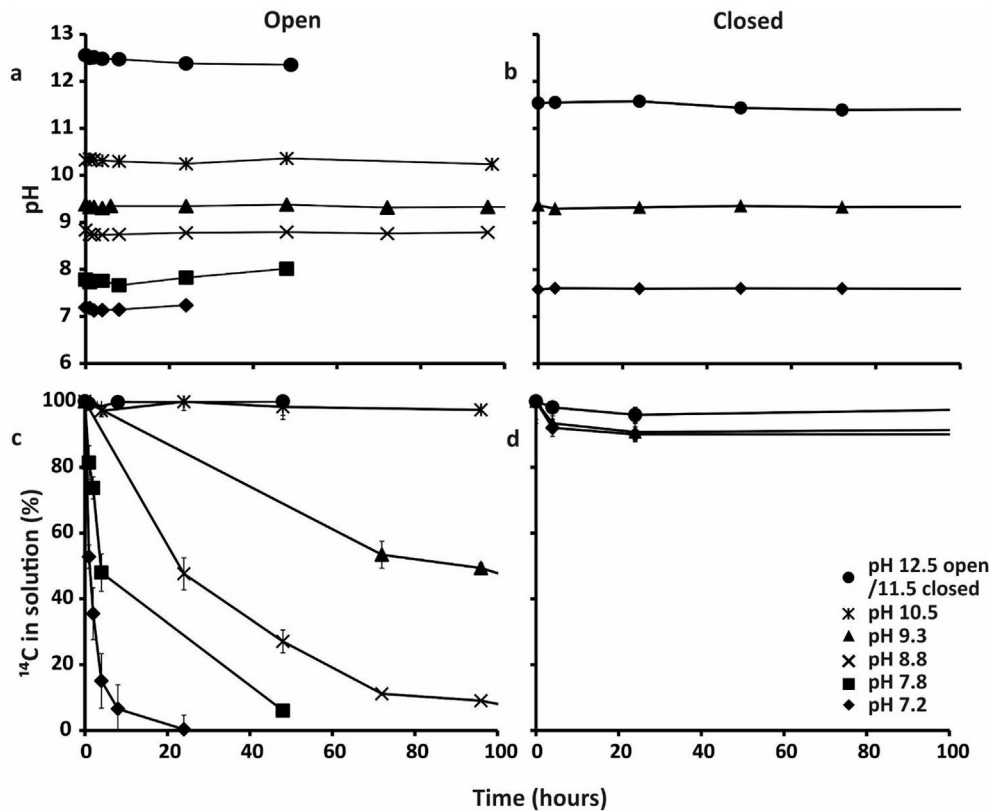 Open
Closed
a
13
12
11
10
9
8
7
6
pH
b
c
100
80
60
40
20
0
¹⁴C in solution (%)
0
20
40
60
80
100
d
0
20
40
60
80
100
pH 12.5 open
/11.5 closed
pH 10.5
pH 9.3
pH 8.8
pH 7.8
pH 7.2
Time (hours)